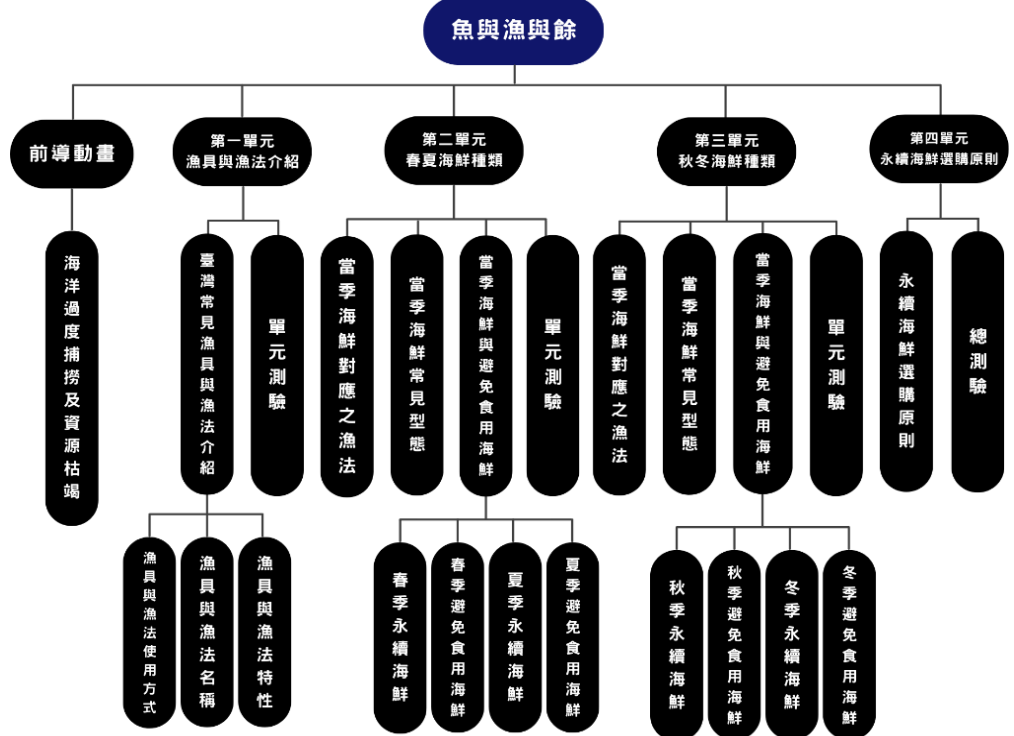 魚與漁與餘
前導動畫
第一單元
漁具與漁法介紹
第二單元
春夏海鮮種類
第三單元
秋冬海鮮種類
第四單元
永續海鮮選購原則
海洋過度捕撈及資源枯竭
臺灣常見漁具與漁法介紹
單元測驗
當季海鮮對應之漁法
當季海鮮常見型態
當季海鮮與避免食用海鮮
單元測驗
當季海鮮對應之漁法
當季海鮮常見型態
當季海鮮與避免食用海鮮
單元測驗
永續海鮮選購原則
總測驗
漁具與漁法使用方式
漁具與漁法名稱
漁具與漁法特性
春季永續海鮮
春季避免食用海鮮
夏季永續海鮮
夏季避免食用海鮮
秋季永續海鮮
秋季避免食用海鮮
冬季永續海鮮
冬季避免食用海鮮